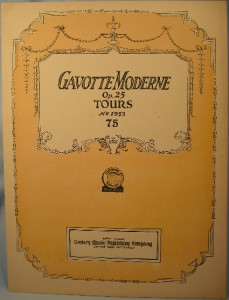 GAVOTTE MODERNE
Op. 25
TOURS
No 1953
75
Century Music Publishing Company